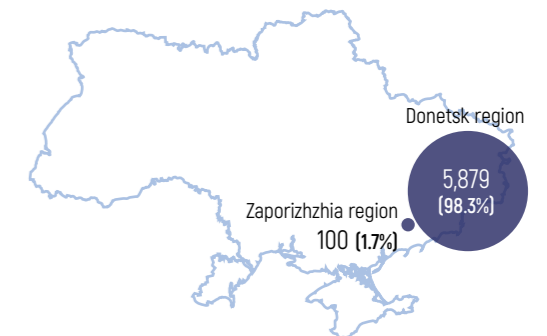 Donetsk region
5,879
(98.3%)
Zaporizhzhia region
100 (1.7%)